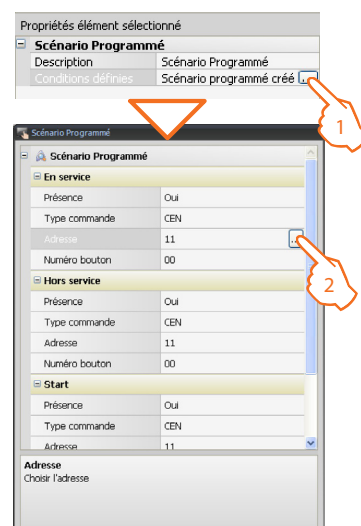 Propriétés élément sélectionné
Scénario Programmé
Description Scénario Programmé
Conditions définies Scénario programmé créé ...
1
Scénario Programmé
Scénario Programmé
En service
Présence Oui
Type commande CEN
Adresse 11 ...
Numéro bouton 00
2
Hors service
Présence Oui
Type commande CEN
Adresse 11
Numéro bouton 00
Start
Présence Oui
Type commande CEN
Adresse 11
Adresse
Choisir l'adresse